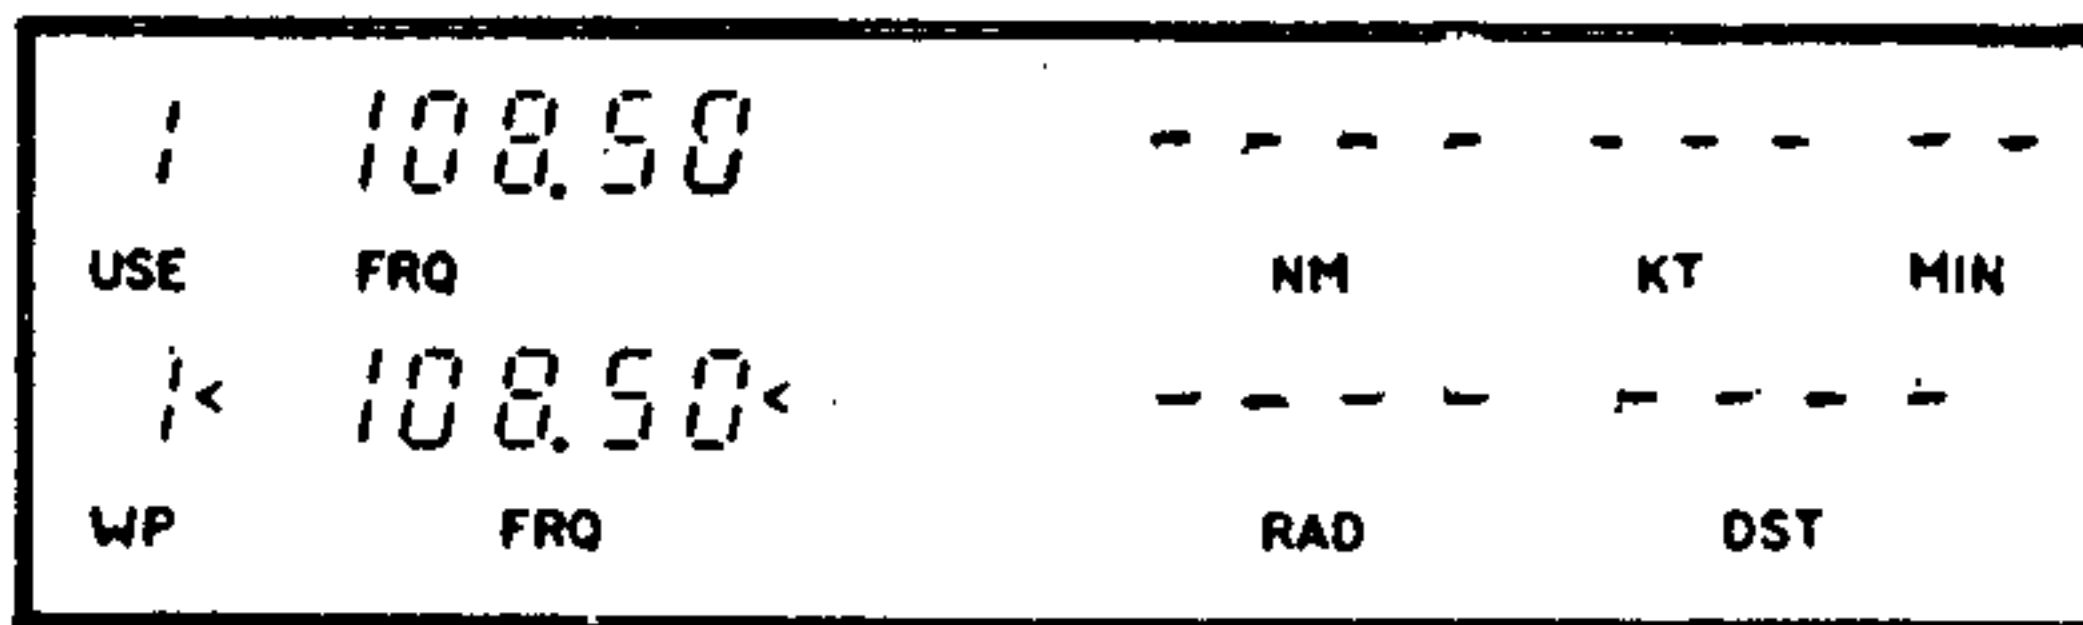 1 108.50 - - - - - - - - -
USE FRQ NM KT MIN
1< 108.50< - - - - - - - -
WP FRQ RAD DST